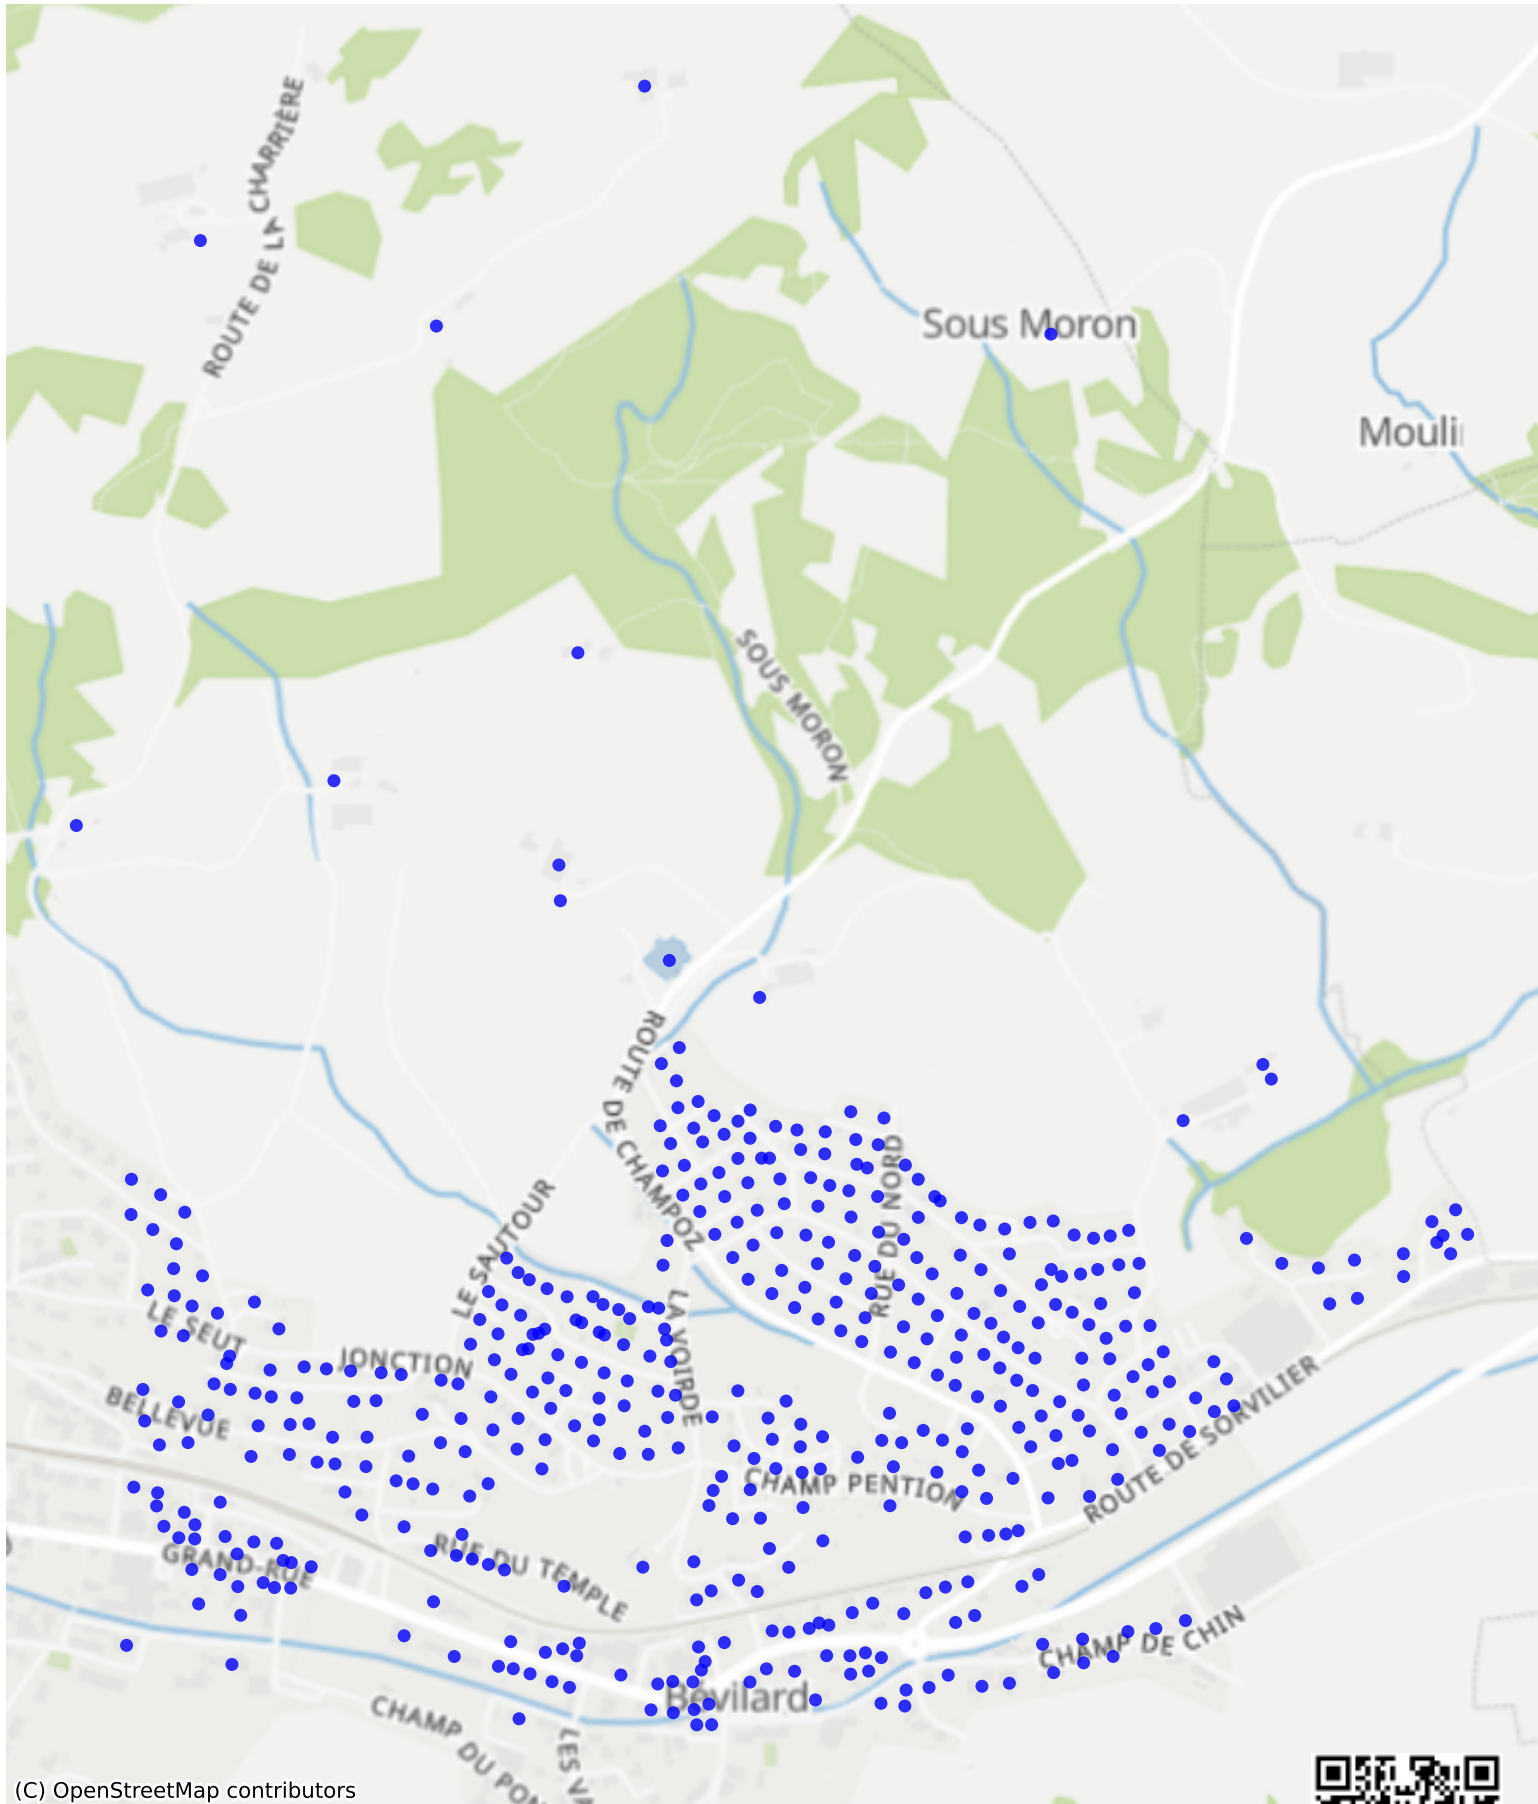 ROUTE DE LA CHARRIÈRE
Sous Moron
SOUS MORON
ROUTE DE CHAMPOZ
RUE DU NORD
LE SAUTOUR
LA VOIRDE
LE SEUT
JONCTION
BELLEVUE
CHAMP PENTION
ROUTE DE SORVILIER
RUE DU TEMPLE
GRAND-RUE
CHAMP DE CHIN
Bévilard
CHAMP DU PON
LES VA
(C) OpenStreetMap contributors